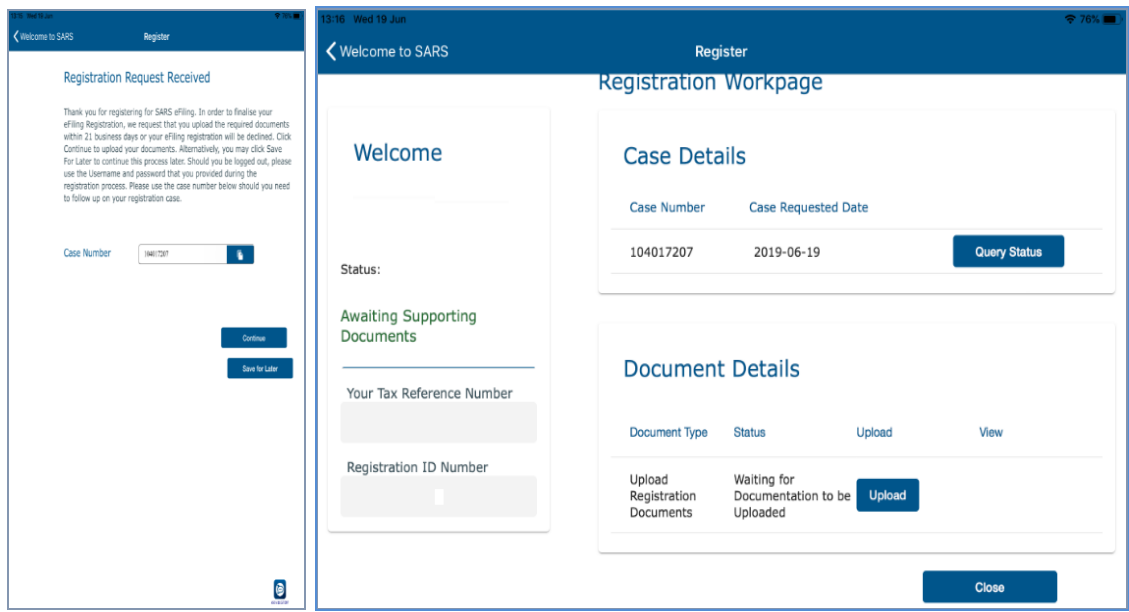 13:15 Wed 19 Jun
76%
Welcome to SARS
Register
Registration Request Received
Thank you for registering for SARS eFiling. In order to finalise your
eFiling Registration, we request that you upload the required documents
within 21 business days or your eFiling registration will be declined. Click
Continue to upload your documents. Alternatively, you may click Save
For Later to continue this process later. Should you be logged out, please
use the Username and password that you provided during the
registration process. Please use the case number below should you need
to follow up on your registration case.
Case Number
104017207
Continue
Save for Later
13:16 Wed 19 Jun
76%
Welcome to SARS
Register
Registration Workpage
Welcome
Status:
Awaiting Supporting
Documents
Your Tax Reference Number
Registration ID Number
Case Details
Case Number Case Requested Date
104017207 2019-06-19 Query Status
Document Details
Document Type Status Upload View
Upload
Registration
Documents
Waiting for
Documentation to be
Uploaded
Upload
Close